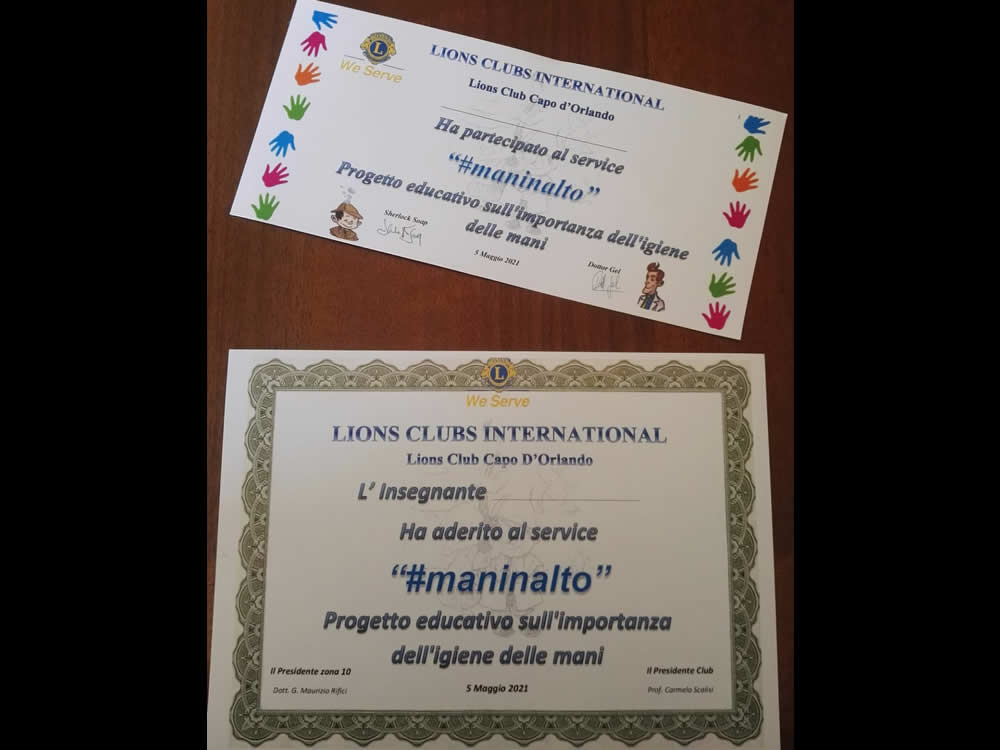 L
We Serve
LIONS CLUBS INTERNATIONAL
Lions Club Capo d'Orlando
Ha partecipato al service
“#maninalto”
Progetto educativo sull'importanza dell'igiene
delle mani
Sherlock Soap
5 Maggio 2021
Dottor Gel
L
We Serve
LIONS CLUBS INTERNATIONAL
Lions Club Capo D'Orlando
L' Insegnante
Ha aderito al service
“#maninalto”
Progetto educativo sull'importanza
dell'igiene delle mani
Il Presidente zona 10
Il Presidente Club
Dott. G. Maurizio Rifici
5 Maggio 2021
Prof. Carmelo Scalisi